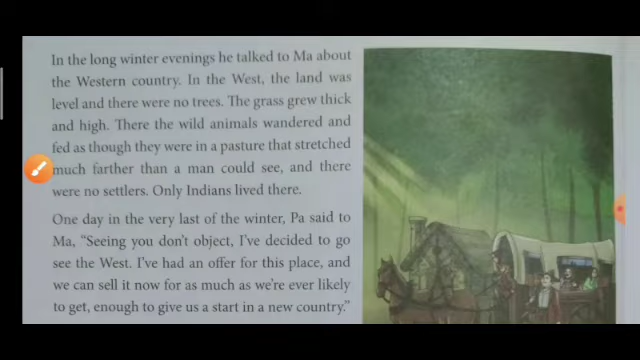 In the long winter evenings he talked to Ma about
the Western country. In the West, the land was
level and there were no trees. The grass grew thick
and high. There the wild animals wandered and
fed as though they were in a pasture that stretched
much farther than a man could see, and there
were no settlers. Only Indians lived there.
One day in the very last of the winter, Pa said to
Ma, “Seeing you don’t object, I’ve decided to go
see the West. I’ve had an offer for this place, and
we can sell it now for as much as we’re ever likely
to get, enough to give us a start in a new country.”